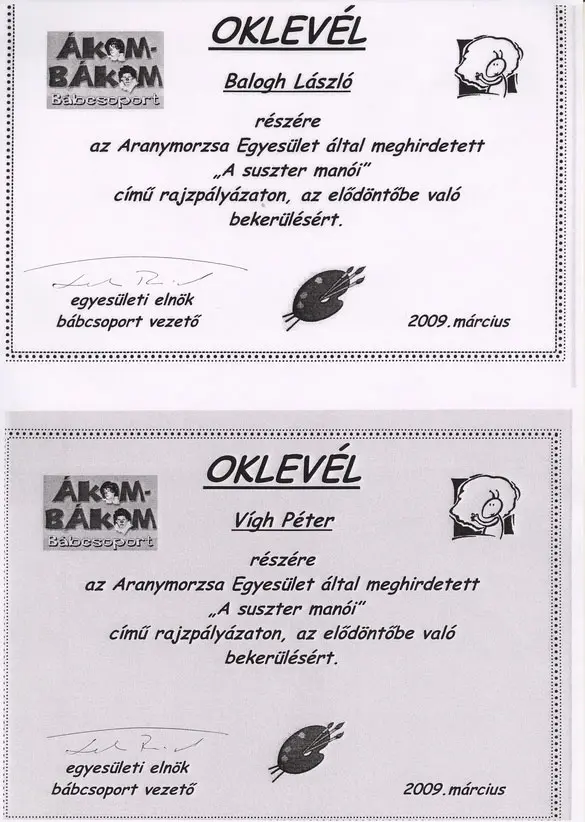 OKLEVÉL
ÁKOM-
BÁKOM
Bábcsoport
Balogh László
részére
az Aranymorzsa Egyesület által meghirdetett
„A suszter manói”
című rajzpályázaton, az elődöntőbe való
bekerülésért.
egyesületi elnök
bábcsoport vezető
2009.március
OKLEVÉL
ÁKOM-
BÁKOM
Bábcsoport
Vígh Péter
részére
az Aranymorzsa Egyesület által meghirdetett
„A suszter manói”
című rajzpályázaton, az elődöntőbe való
bekerülésért.
egyesületi elnök
bábcsoport vezető
2009.március